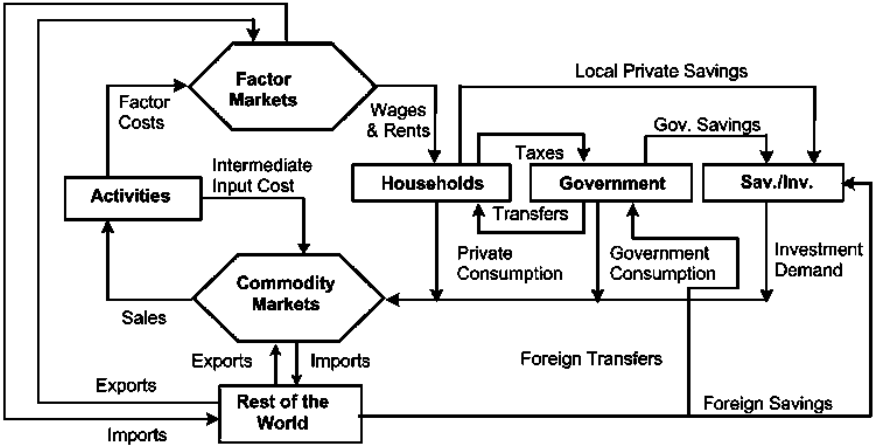 Factor
Markets
Local Private Savings
Factor
Costs
Wages
& Rents
Gov. Savings
Taxes
Intermediate
Input Cost
Activities
Households
Government
Sav./Inv.
Transfers
Private
Consumption
Government
Consumption
Investment
Demand
Commodity
Markets
Sales
Exports
Imports
Foreign Transfers
Exports
Rest of the
World
Foreign Savings
Imports